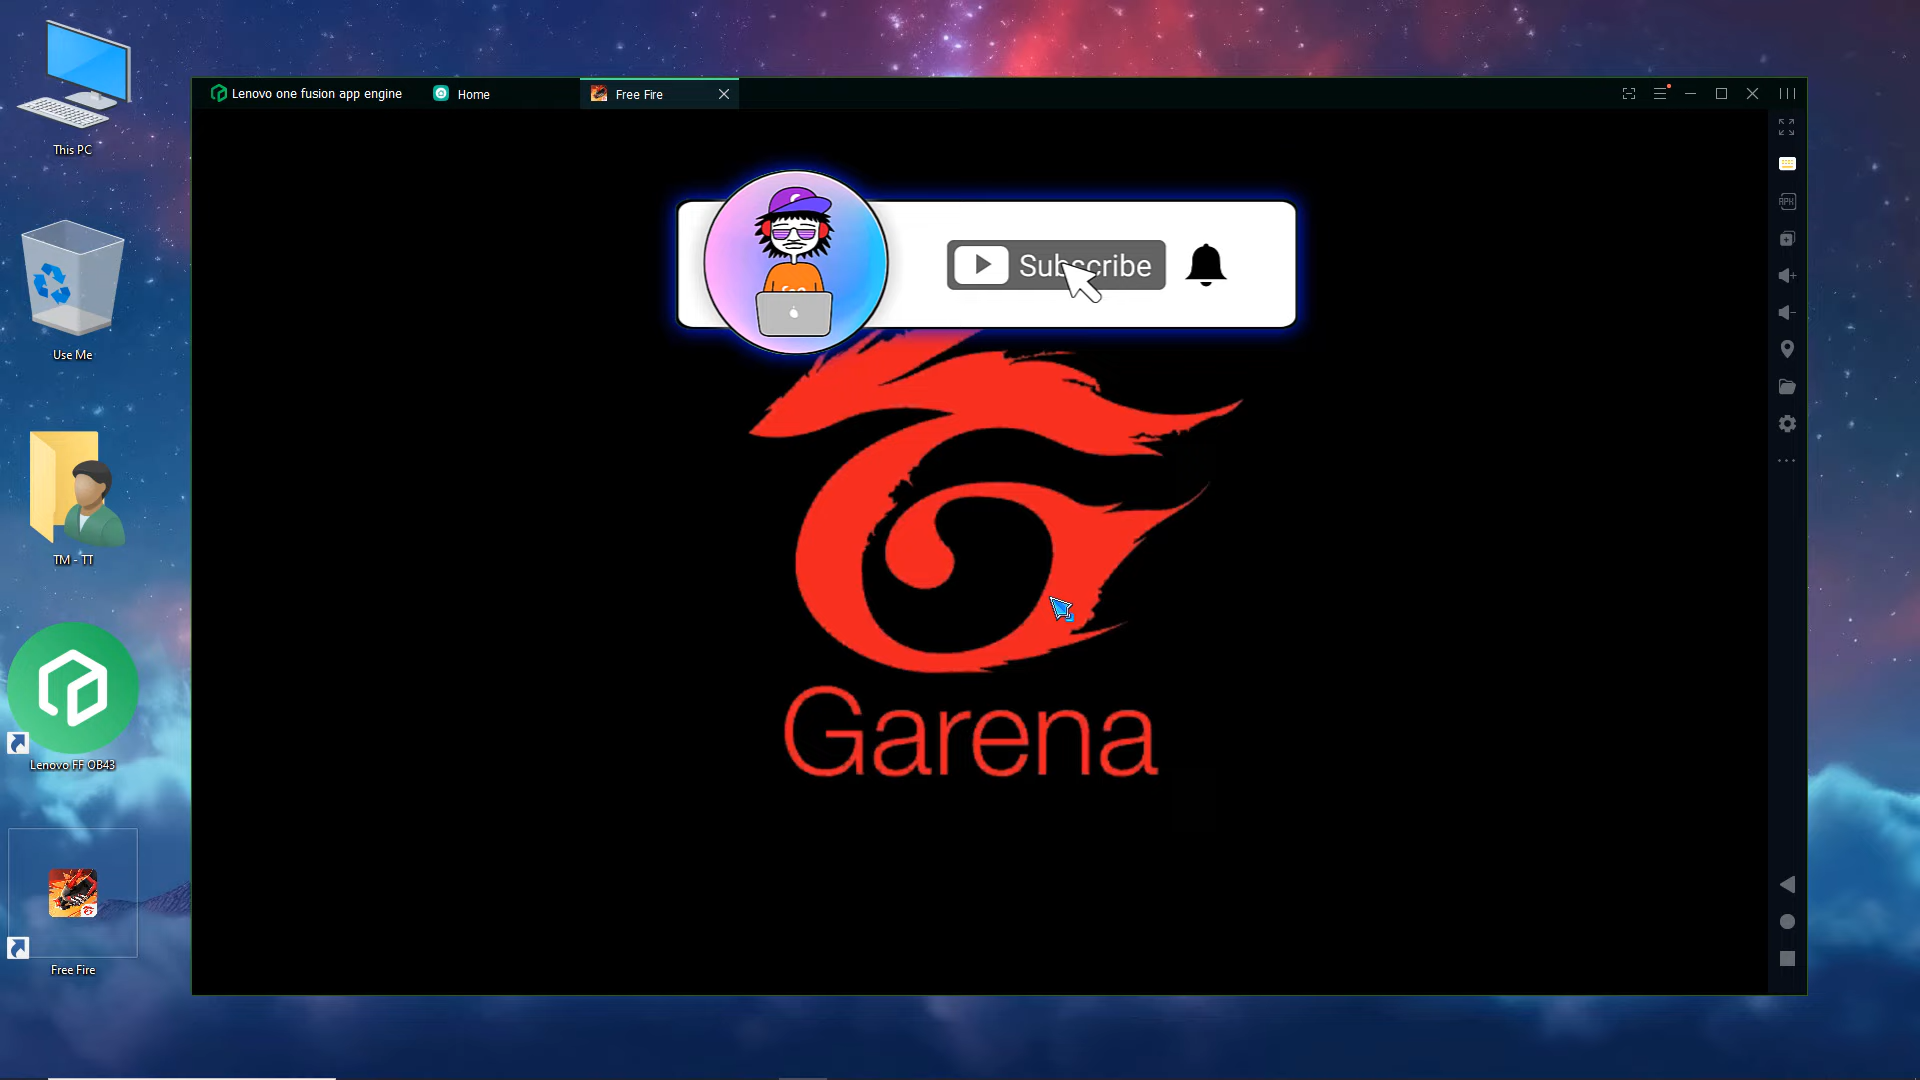 Lenovo one fusion app engine
Home
Free Fire
This PC
APK
Subscribe
Use Me
TM - TT
Lenovo FF OB43
Garena
Free Fire